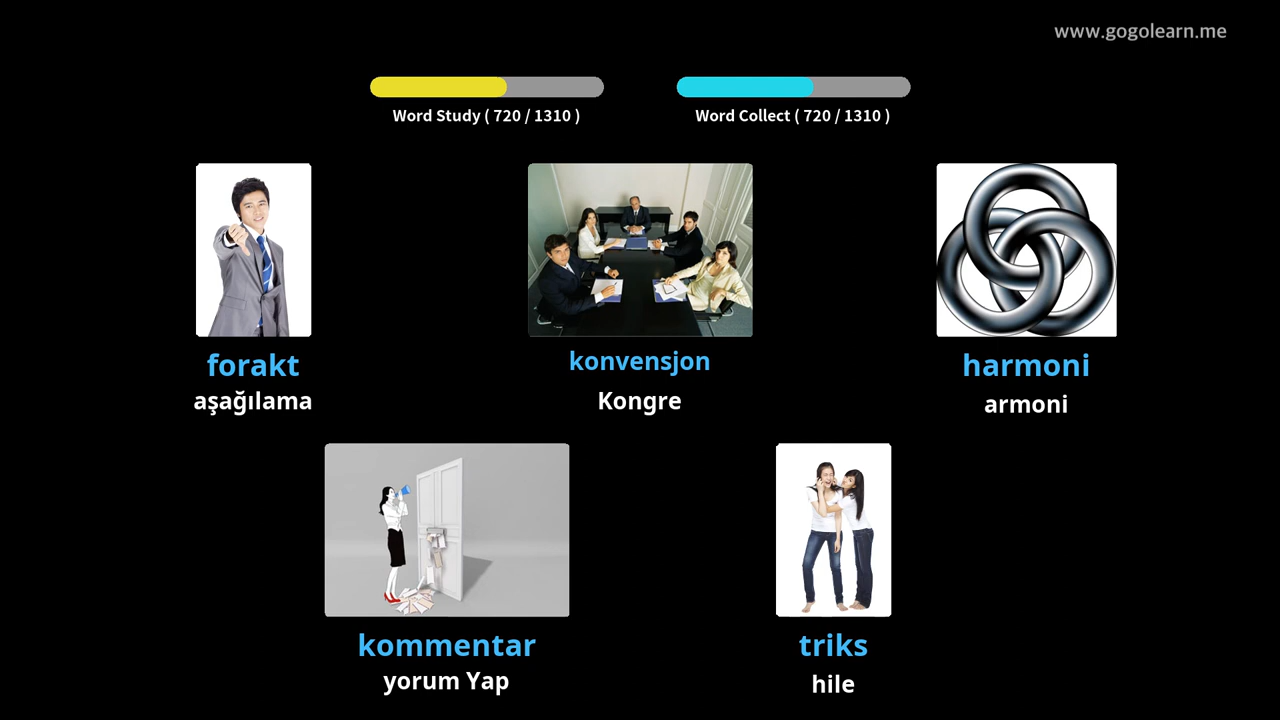 www.gogolearn.me
Word Study ( 720 / 1310 )
Word Collect ( 720 / 1310 )
forakt
aşağılama
konvensjon
Kongre
harmoni
armoni
kommentar
yorum Yap
triks
hile